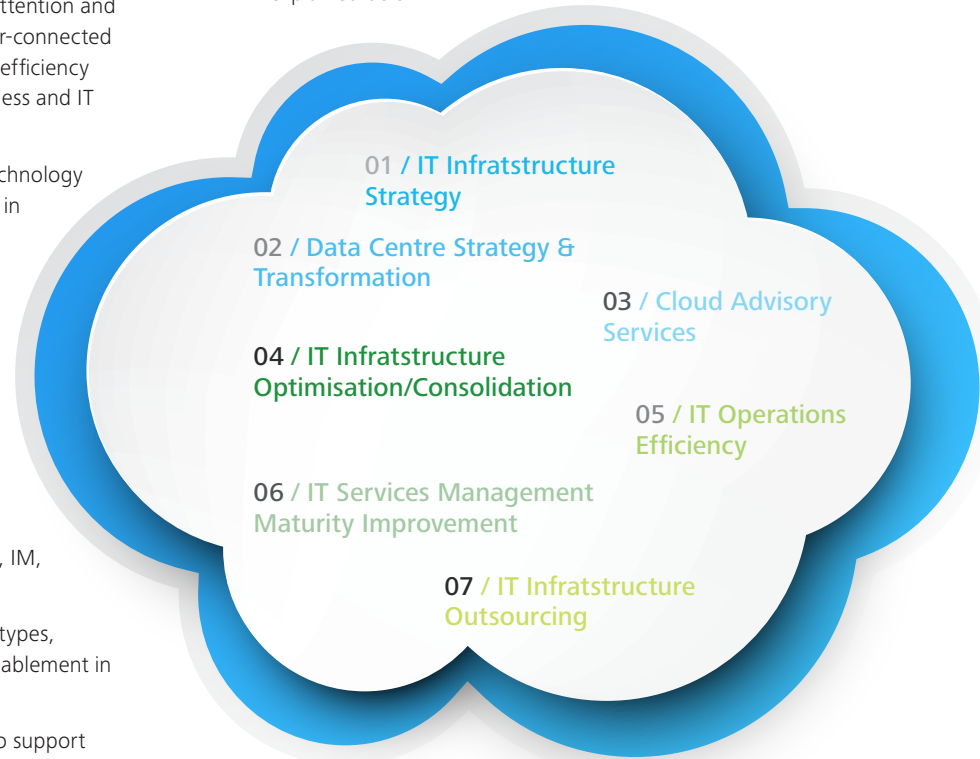 ttention and
r-connected
efficiency
ess and IT
chnology
in
, IM,
types,
ablement in
o support
01 / IT Infratstructure
Strategy
02 / Data Centre Strategy &
Transformation
03 / Cloud Advisory
Services
04 / IT Infratstructure
Optimisation/Consolidation
05 / IT Operations
Efficiency
06 / IT Services Management
Maturity Improvement
07 / IT Infratstructure
Outsourcing